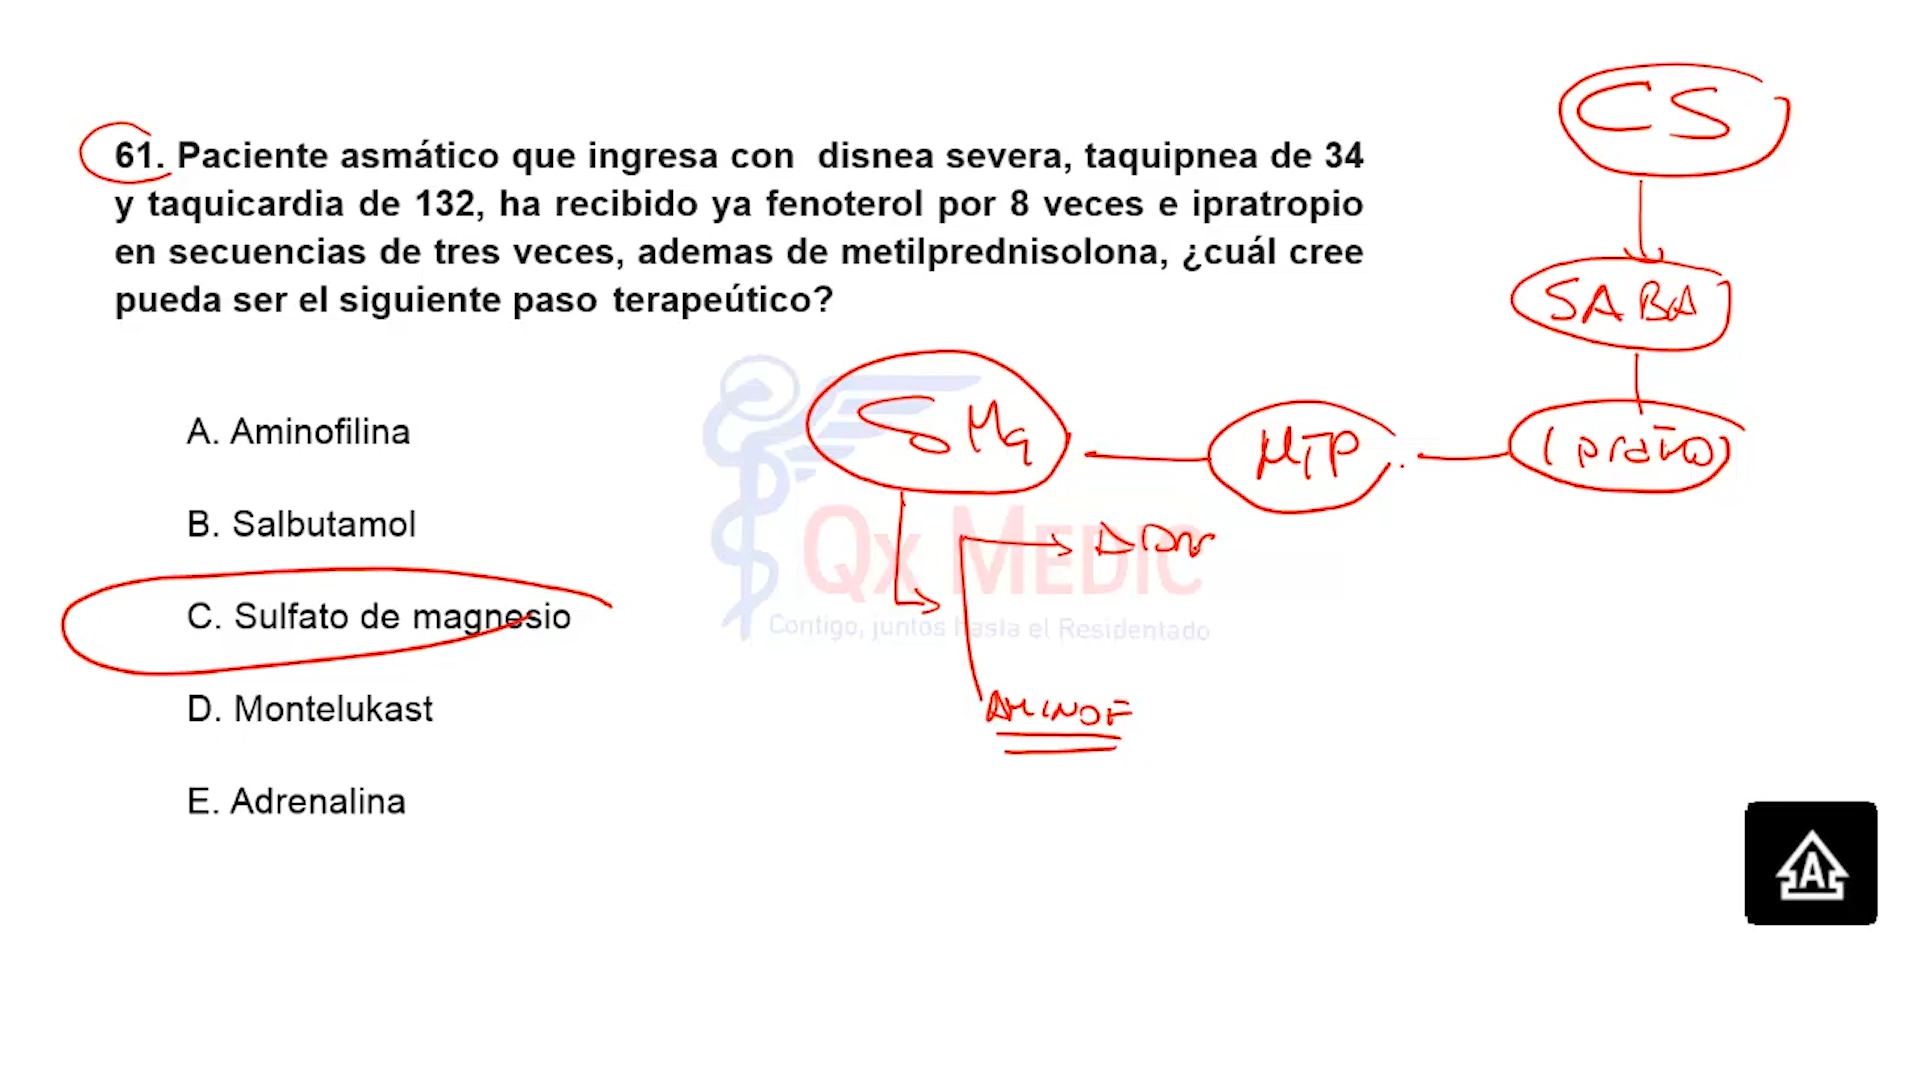 61. Paciente asmático que ingresa con disnea severa, taquipnea de 34
y taquicardia de 132, ha recibido ya fenoterol por 8 veces e ipratropio
en secuencias de tres veces, ademas de metilprednisolona, ¿cuál cree
pueda ser el siguiente paso terapeútico?
A. Aminofilina
B. Salbutamol
C. Sulfato de magnesio
D. Montelukast
E. Adrenalina
CS
SABA
MTP
SMg
AMINOF
Qx MEDIC
Contigo, juntos hasta el Residentado
A